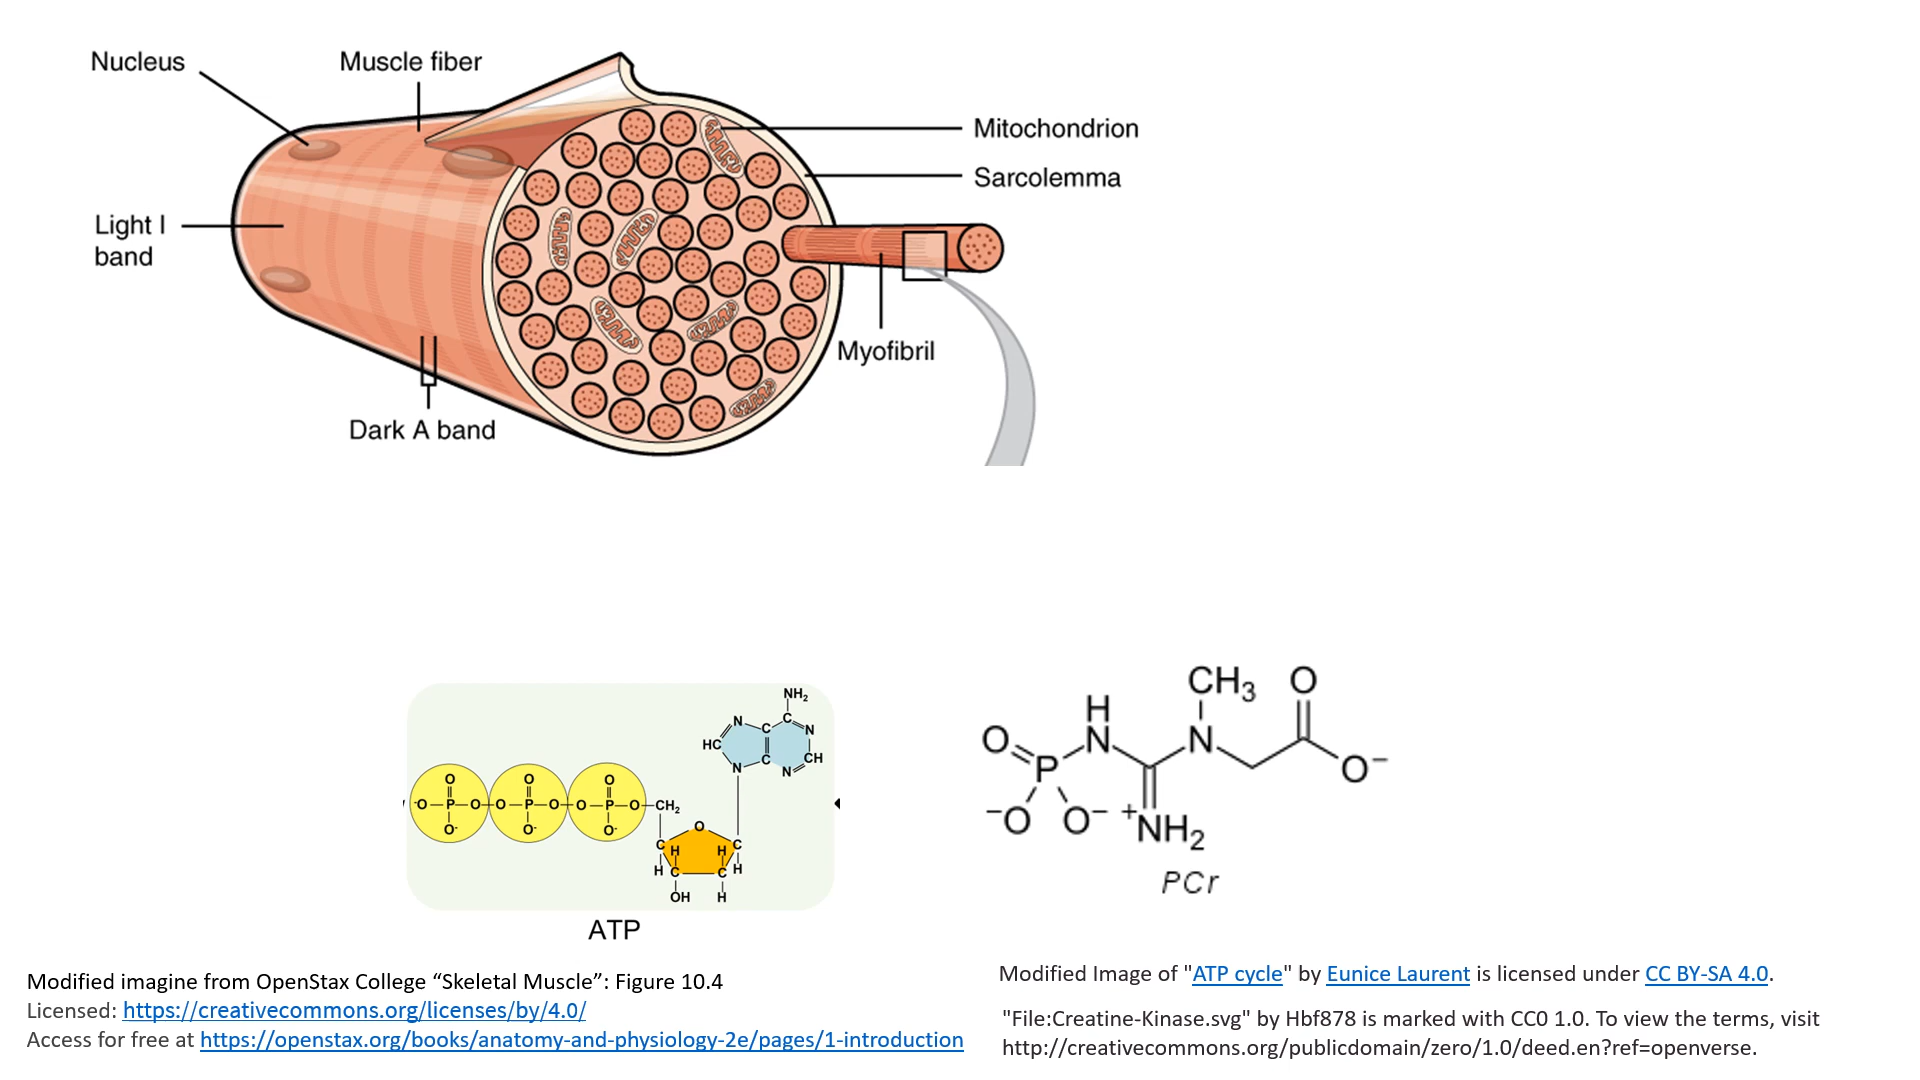 Nucleus
Muscle fiber
Mitochondrion
Sarcolemma
Light I
band
Myofibril
Dark A band
NH₂
N
C
N
HC
C
CH
N
C
N
O
O
O
⁻O—P—O—O—P—O—O—P—O—CH₂
O⁻
O⁻
O⁻
O
C
H
H
C
H
C
C
H
H
OH
H
ATP
CH₃
O
H
O
N
N
P
O⁻
⁻O
O⁻
⁺NH₂
PCr
Modified imagine from OpenStax College “Skeletal Muscle”: Figure 10.4
Licensed: https://creativecommons.org/licenses/by/4.0/
Access for free at https://openstax.org/books/anatomy-and-physiology-2e/pages/1-introduction
Modified Image of "ATP cycle" by Eunice Laurent is licensed under CC BY-SA 4.0.
"File:Creatine-Kinase.svg" by Hbf878 is marked with CC0 1.0. To view the terms, visit
http://creativecommons.org/publicdomain/zero/1.0/deed.en?ref=openverse.